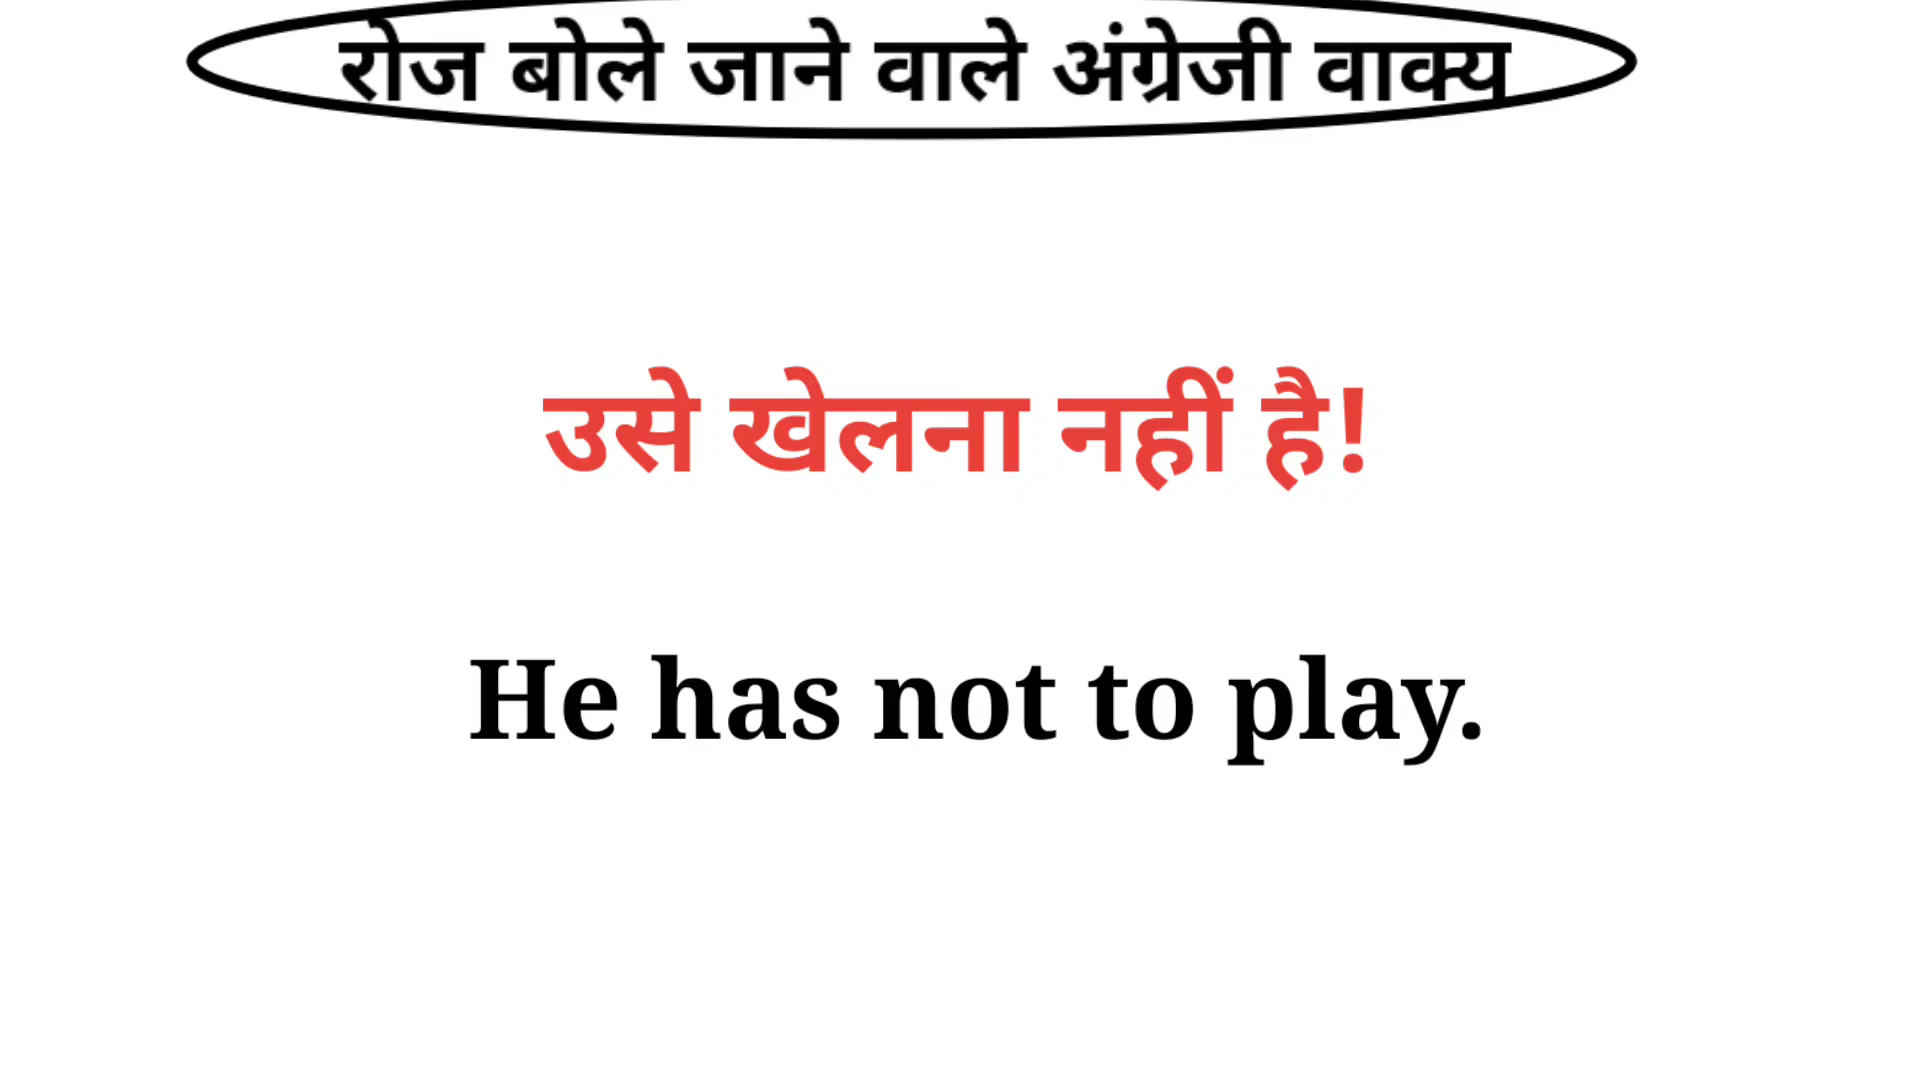 रोज बोले जाने वाले अंग्रेजी वाक्य
उसे खेलना नहीं है!
He has not to play.